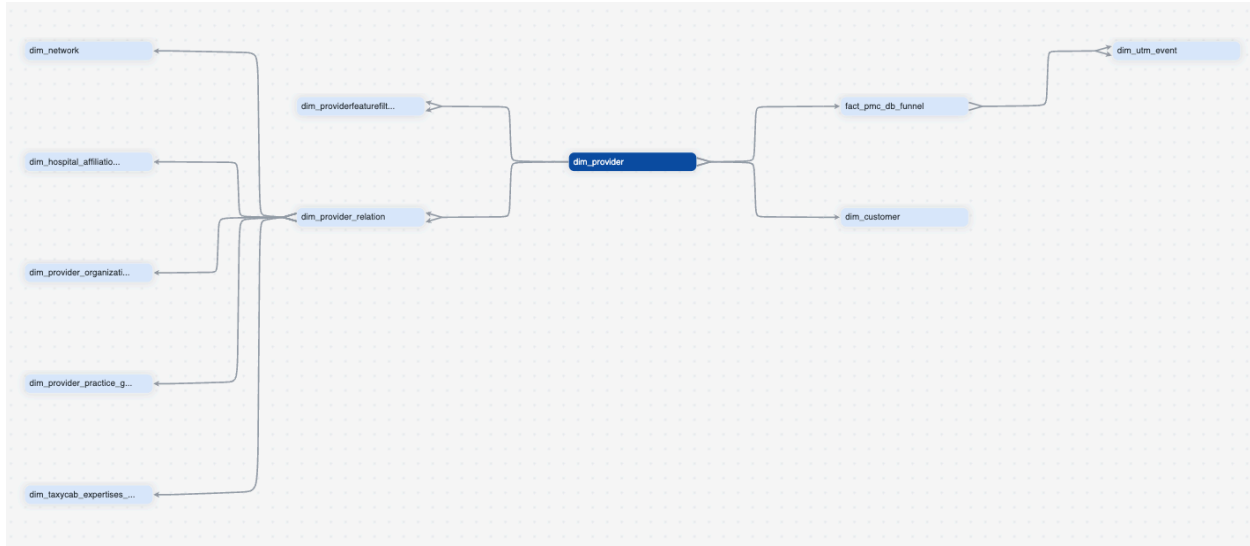 dim_network
dim_utm_event
dim_providerfeaturefilt...
fact_pmc_db_funnel
dim_hospital_affiliatio...
dim_provider
dim_provider_relation
dim_customer
dim_provider_organizati...
dim_provider_practice_g...
dim_taxycab_expertises_...